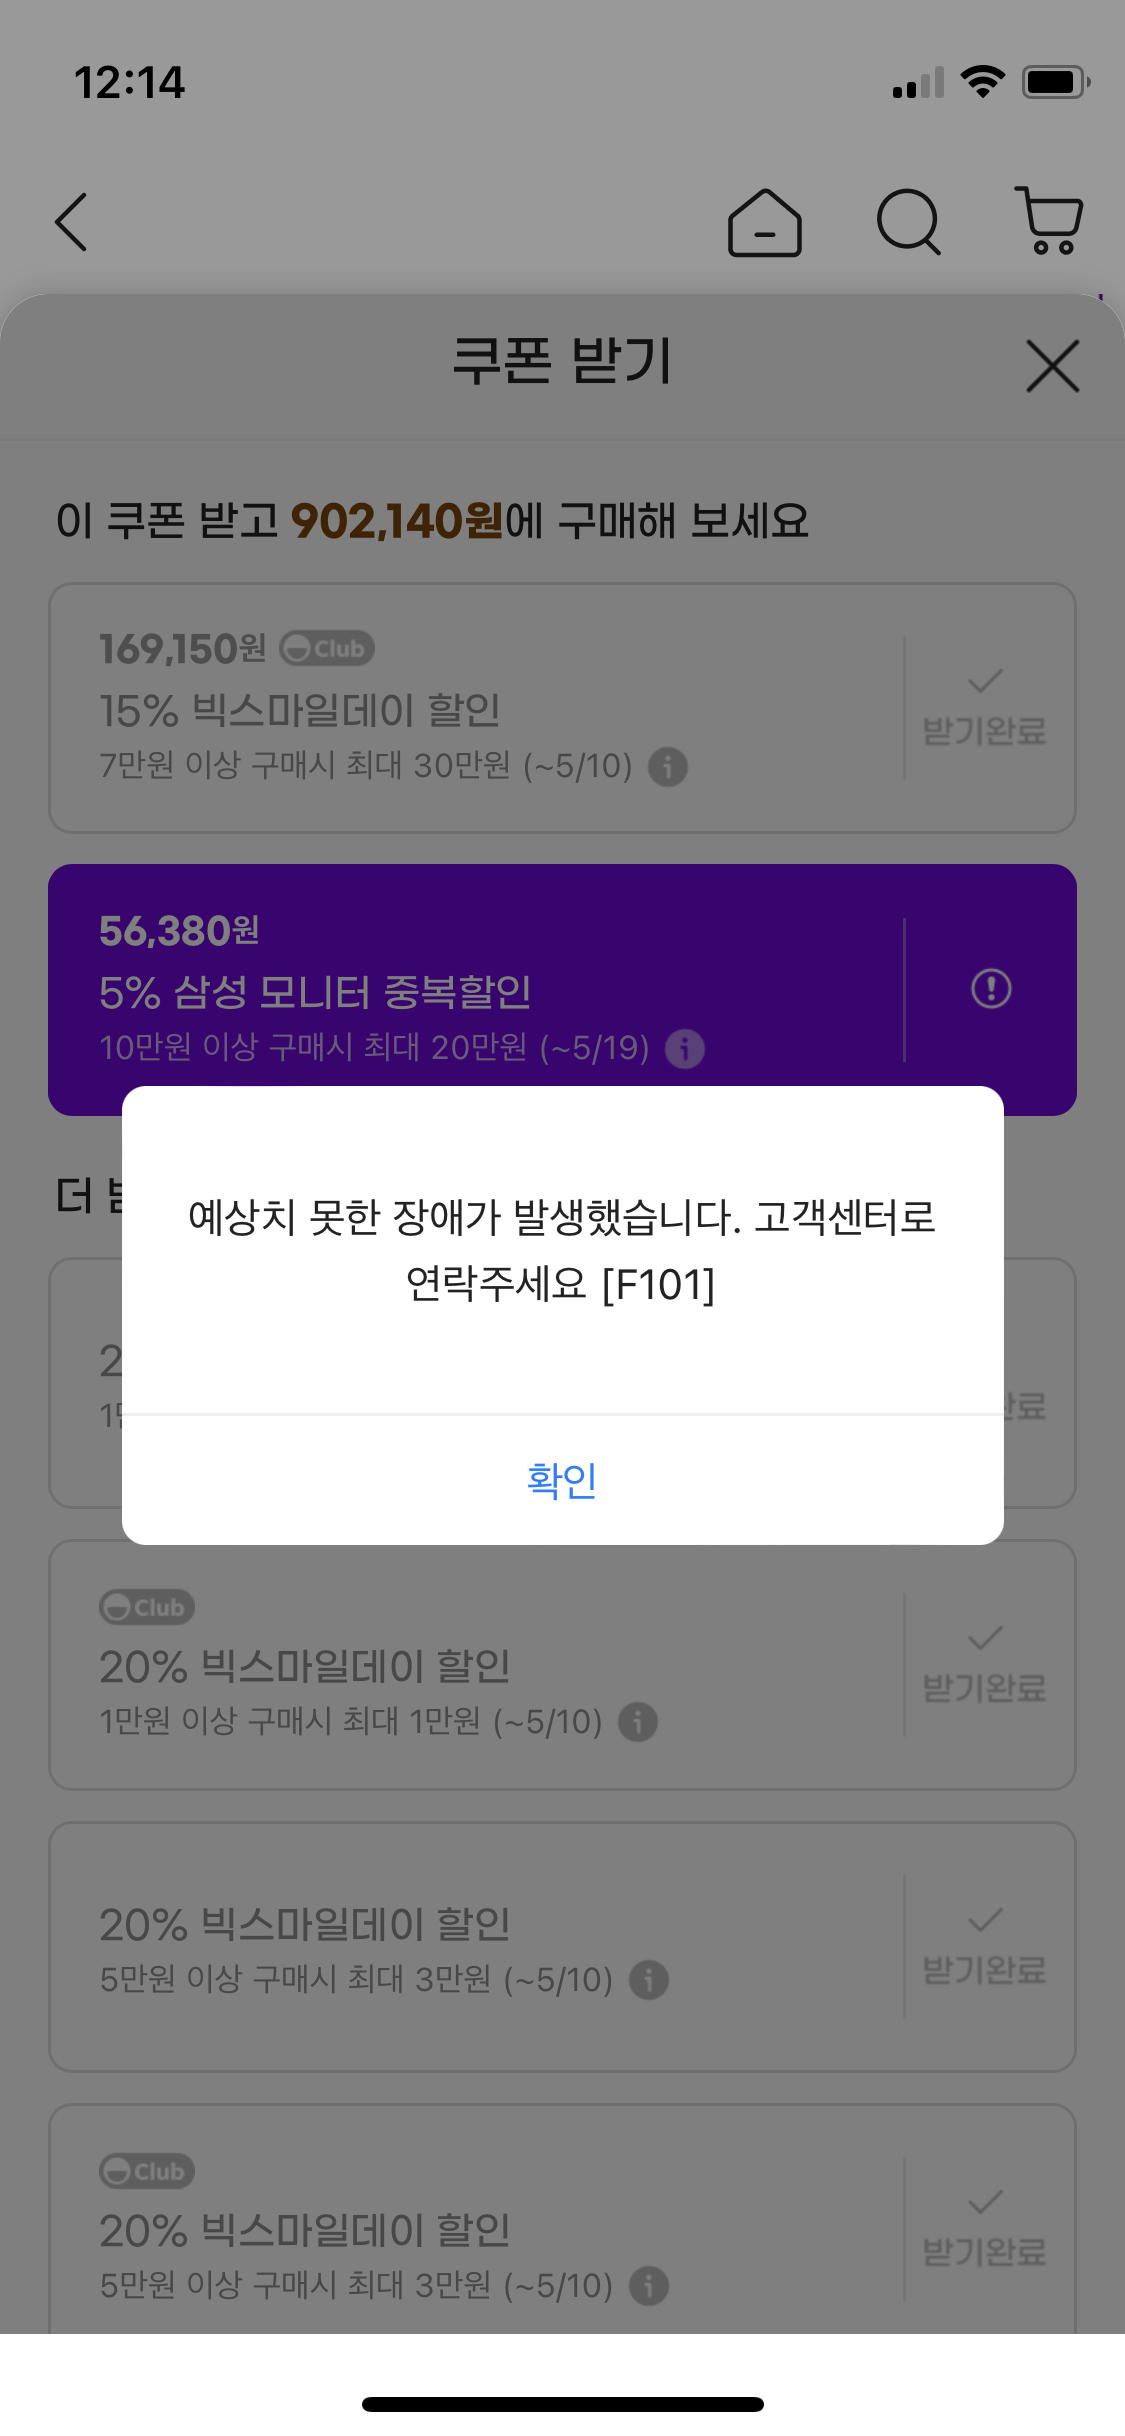 12:14
쿠폰 받기
이 쿠폰 받고 902,140원에 구매해 보세요
169,150원 Club
15% 빅스마일데이 할인
7만원 이상 구매시 최대 30만원 (~5/10)
받기완료
56,380원
5% 삼성 모니터 중복할인
10만원 이상 구매시 최대 20만원 (~5/19)
더
예상치 못한 장애가 발생했습니다. 고객센터로
연락주세요 [F101]
확인
2
완료
Club
20% 빅스마일데이 할인
1만원 이상 구매시 최대 1만원 (~5/10)
받기완료
20% 빅스마일데이 할인
5만원 이상 구매시 최대 3만원 (~5/10)
받기완료
Club
20% 빅스마일데이 할인
5만원 이상 구매시 최대 3만원 (~5/10)
받기완료